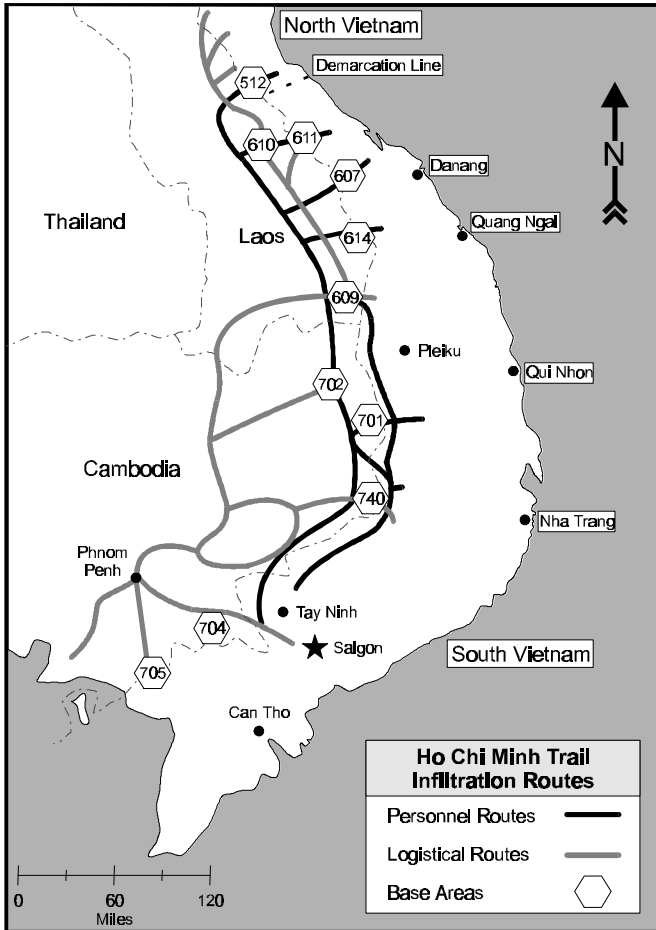 North Vietnam
Demarcation Line
512
611
610
607
Danang
Thailand
Laos
614
Quang Ngai
N
609
Pleiku
702
Qui Nhon
701
Cambodia
740
Nha Trang
Phnom
Penh
Tay Ninh
704
Saigon
South Vietnam
705
Can Tho
Ho Chi Minh Trail
Infiltration Routes
Personnel Routes
Logistical Routes
Base Areas
0 60 120
Miles